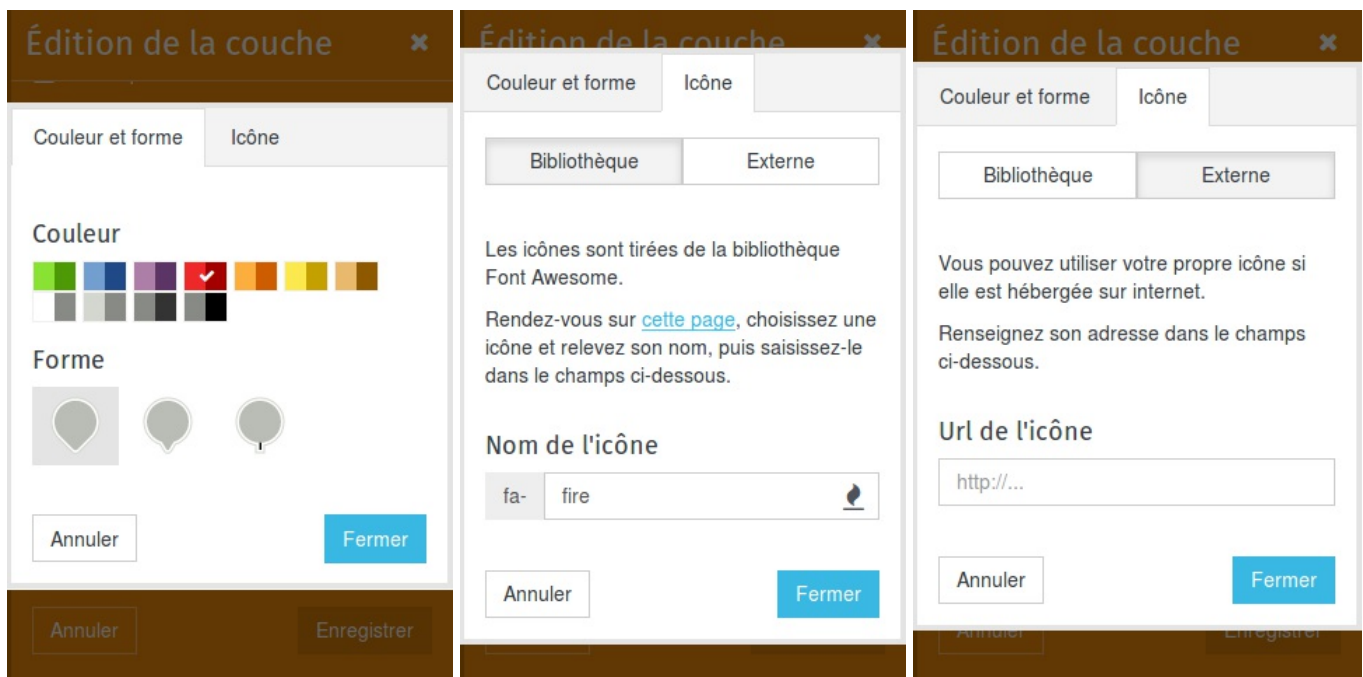 Édition de la couche
Couleur et forme
Icône
Couleur
Forme
Annuler
Fermer
Annuler
Enregistrer
Édition de la couche
Couleur et forme
Icône
Bibliothèque
Externe
Les icônes sont tirées de la bibliothèque
Font Awesome.
Rendez-vous sur cette page, choisissez une
icône et relevez son nom, puis saisissez-le
dans le champs ci-dessous.
Nom de l'icône
fa-
fire
Annuler
Fermer
Édition de la couche
Couleur et forme
Icône
Bibliothèque
Externe
Vous pouvez utiliser votre propre icône si
elle est hébergée sur internet.
Renseignez son adresse dans le champs
ci-dessous.
Url de l'icône
http://...
Annuler
Fermer
Annuler
Enregistrer